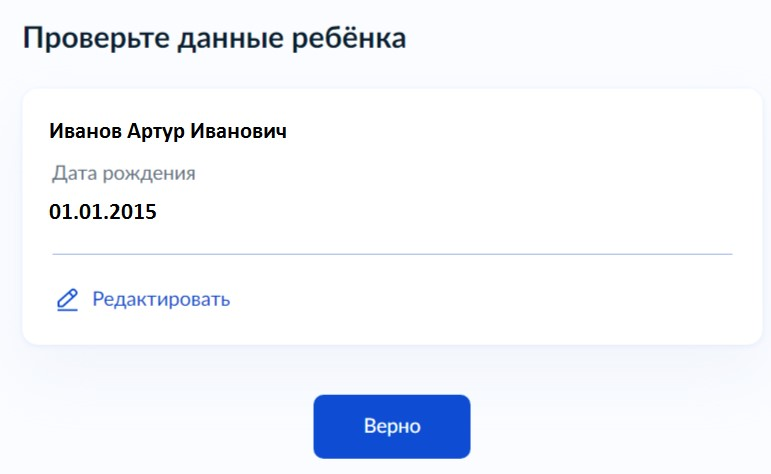 Проверьте данные ребёнка
Иванов Артур Иванович
Дата рождения
01.01.2015
Редактировать
Верно